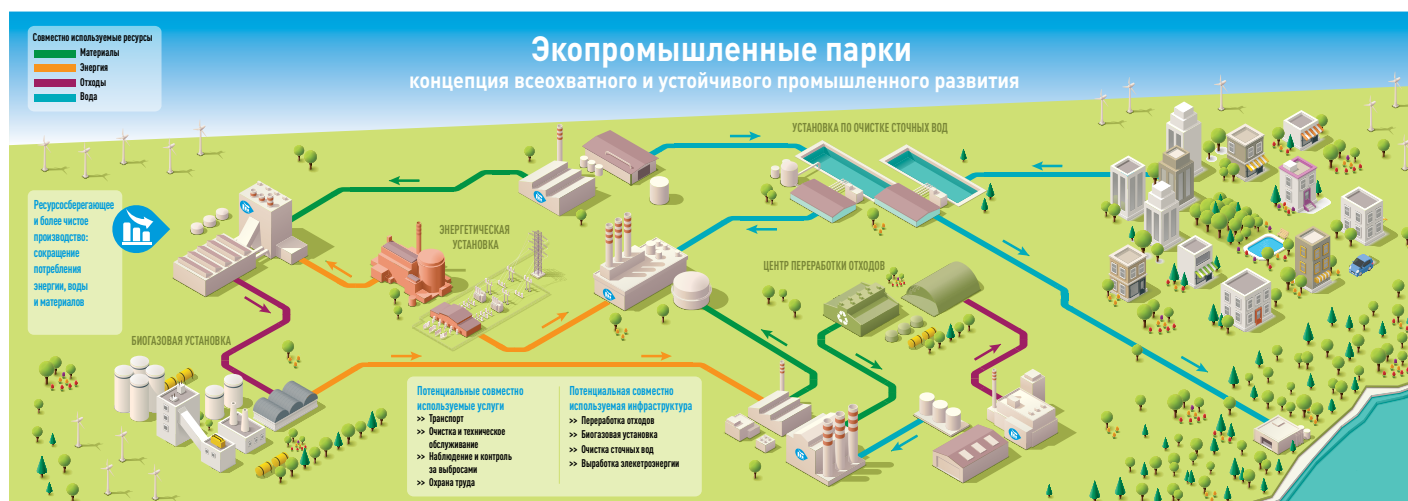 Совместно используемые ресурсы
Материалы
Энергия
Отходы
Вода
Экопромышленные парки
концепция всеохватного и устойчивого промышленного развития
УСТАНОВКА ПО ОЧИСТКЕ СТОЧНЫХ ВОД
Ресурсосберегающее
и более чистое
производство:
сокращение
потребления
энергии, воды
и материалов
ЭНЕРГЕТИЧЕСКАЯ
УСТАНОВКА
ЦЕНТР ПЕРЕРАБОТКИ ОТХОДОВ
БИОГАЗОВАЯ УСТАНОВКА
Потенциальные совместно
используемые услуги
>> Транспорт
>> Очистка и техническое
обслуживание
>> Наблюдение и контроль
за выбросами
>> Охрана труда
Потенциальная совместно
используемая инфраструктура
>> Переработка отходов
>> Биогазовая установка
>> Очистка сточных вод
>> Выработка элекетроэнергии